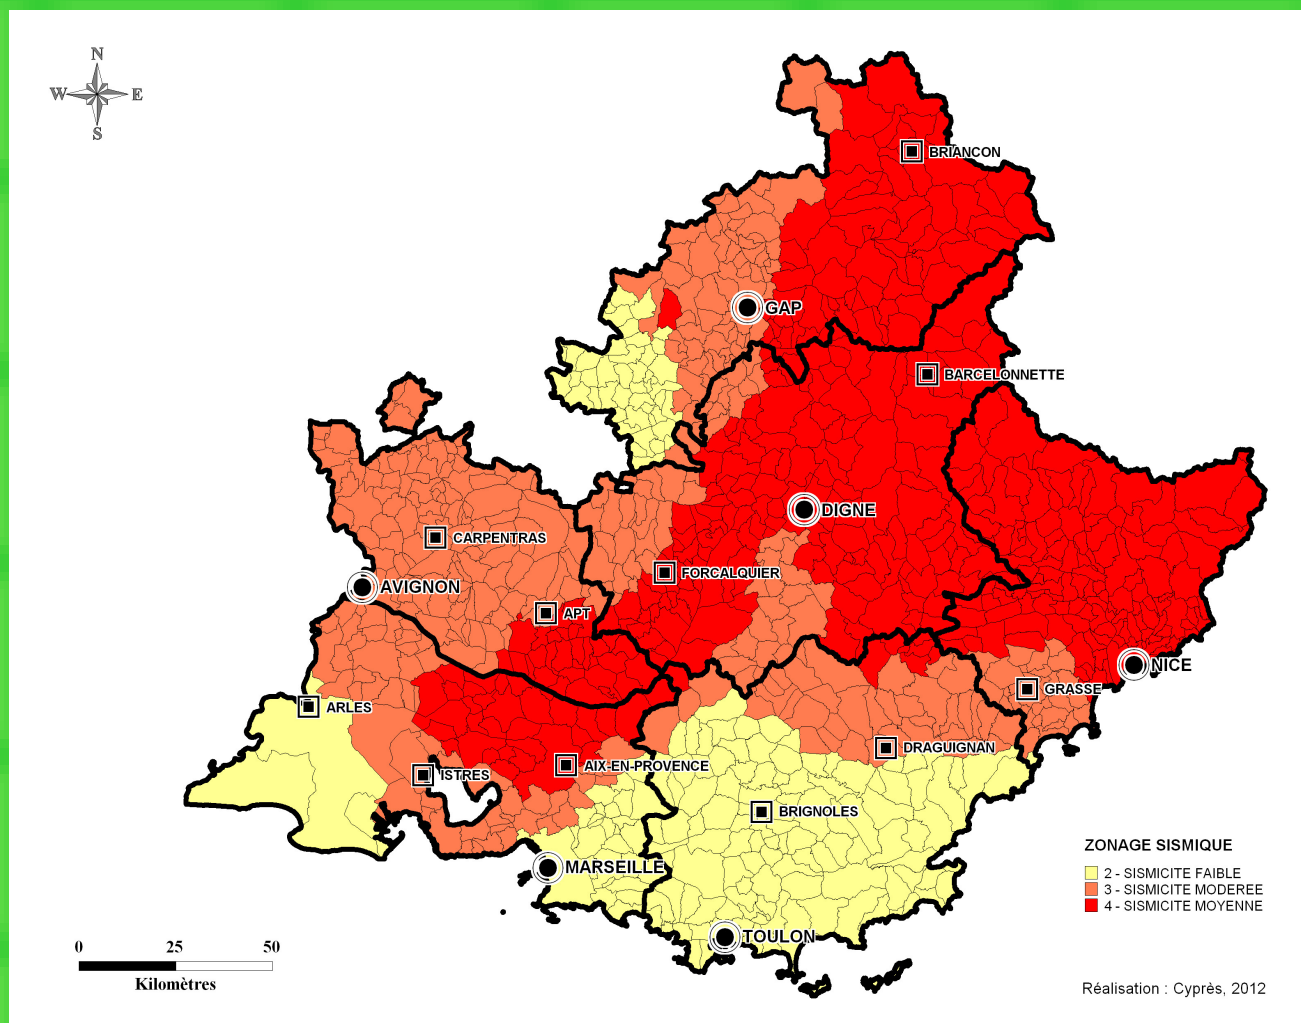 N
W E
S
BRIANCON
GAP
BARCELONNETTE
DIGNE
CARPENTRAS
FORCALQUIER
AVIGNON
APT
NICE
GRASSE
ARLES
DRAGUIGNAN
AIX-EN-PROVENCE
ISTRES
BRIGNOLES
MARSEILLE
TOULON
ZONAGE SISMIQUE
2 - SISMICITE FAIBLE
3 - SISMICITE MODEREE
4 - SISMICITE MOYENNE
0 25 50
Kilomètres
Réalisation : Cyprès, 2012